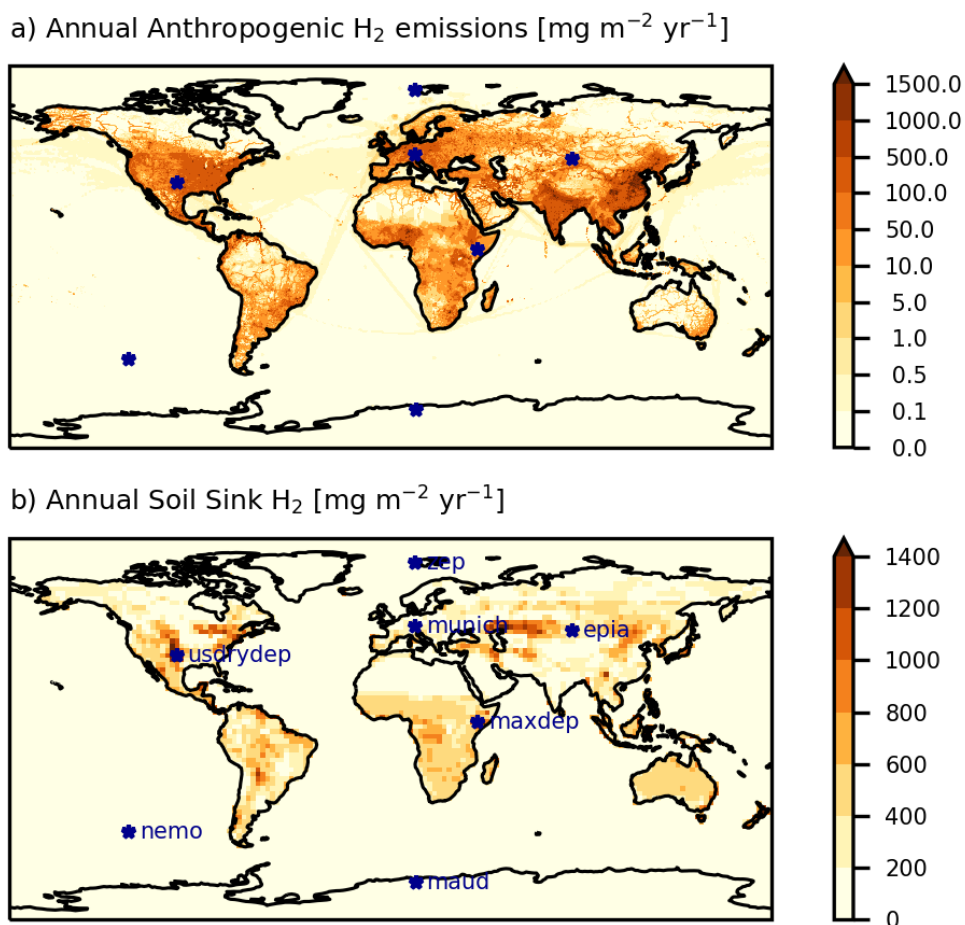 a) Annual Anthropogenic H₂ emissions [mg m⁻² yr⁻¹]
1500.0
1000.0
500.0
100.0
50.0
10.0
5.0
1.0
0.5
0.1
0.0
b) Annual Soil Sink H₂ [mg m⁻² yr⁻¹]
zep
munich
epia
usdrydep
maxdep
nemo
maud
1400
1200
1000
800
600
400
200
0